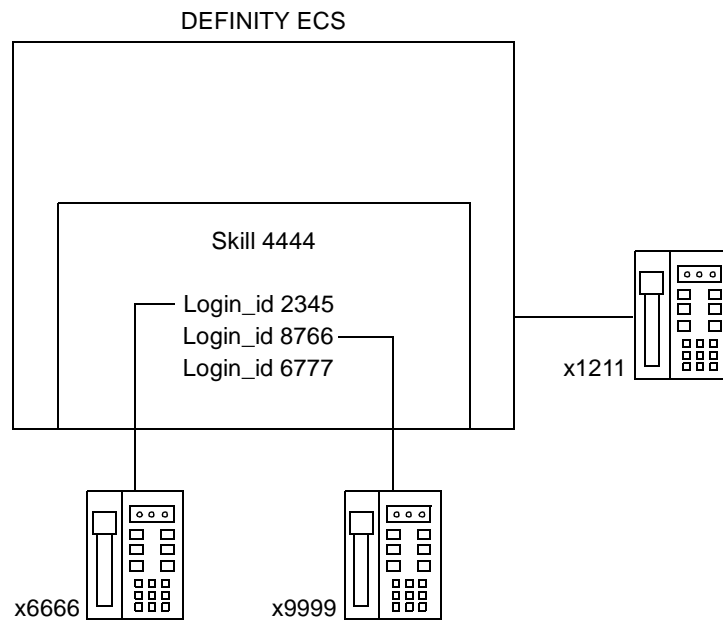 DEFINITY ECS
Skill 4444
Login_id 2345
Login_id 8766
Login_id 6777
x1211
x6666
x9999